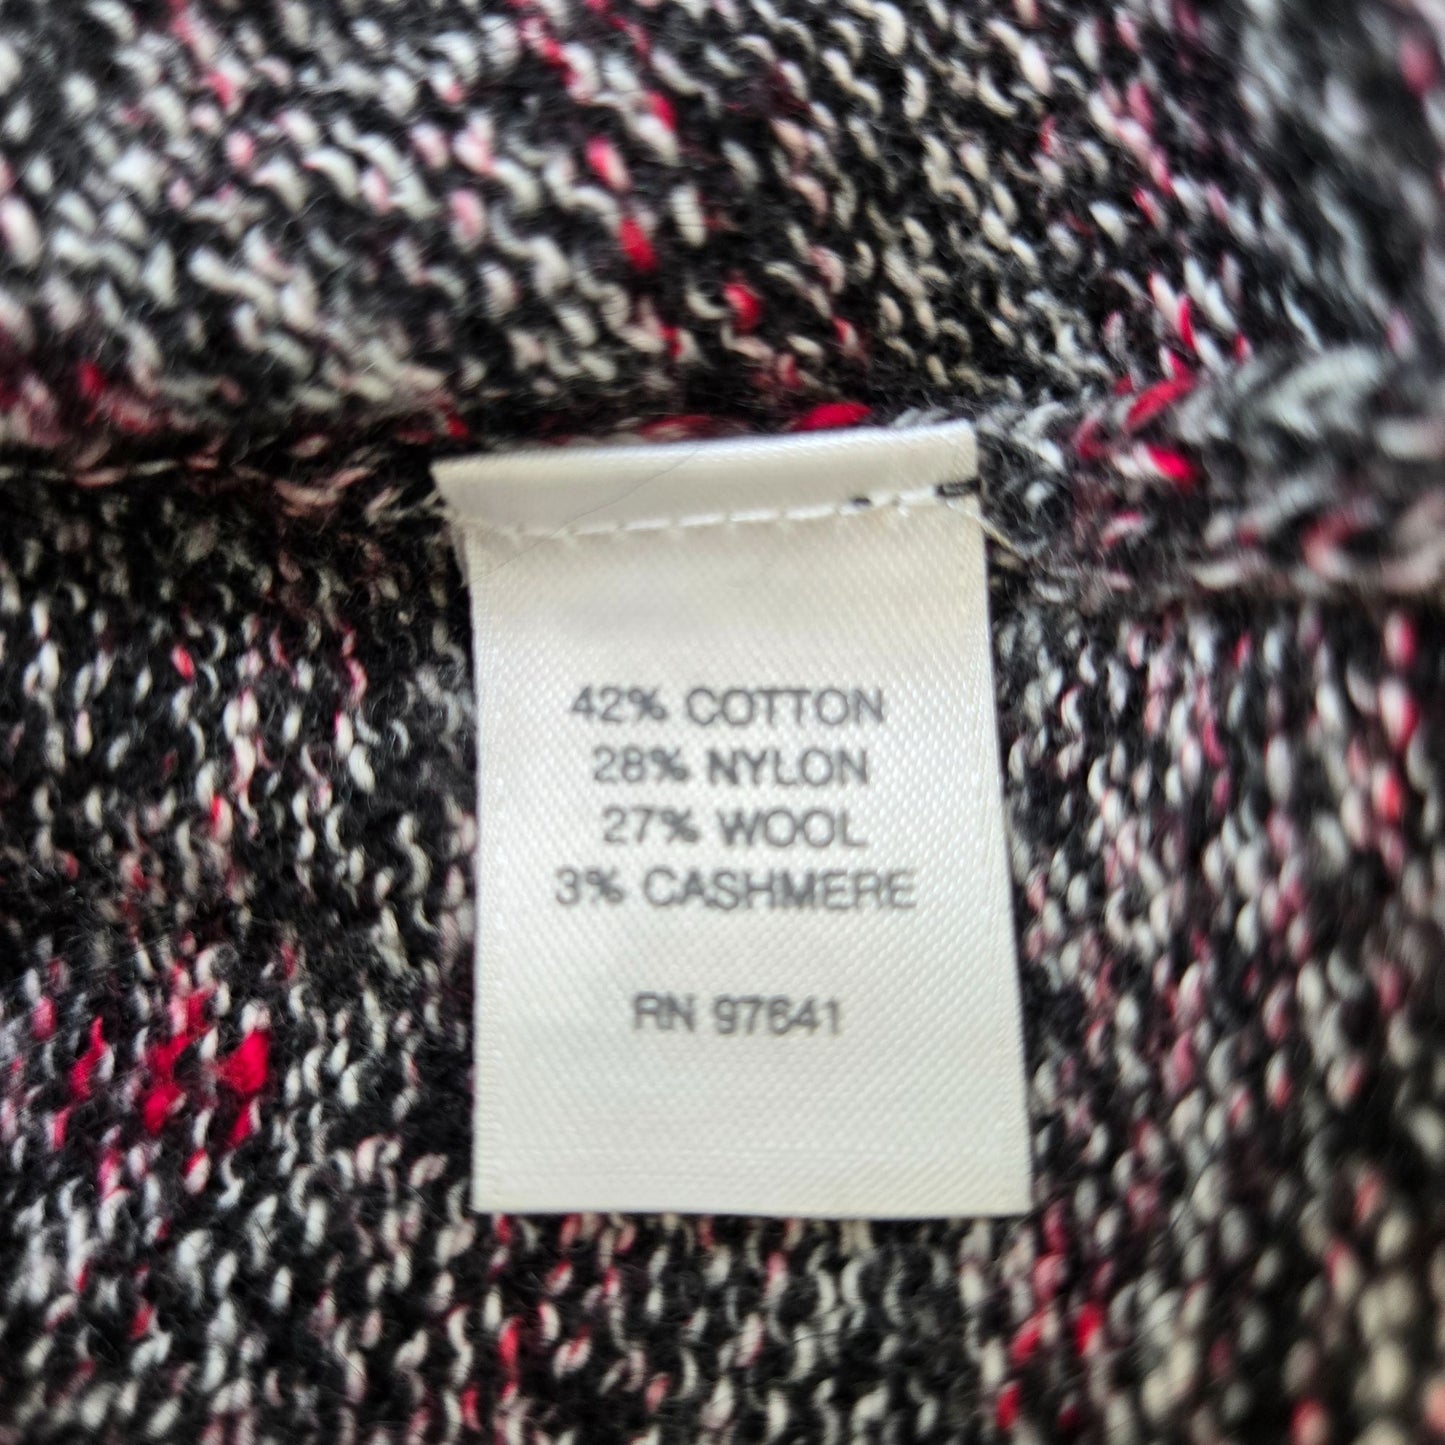 42% COTTON
28% NYLON
27% WOOL
3% CASHMERE
RN 97641